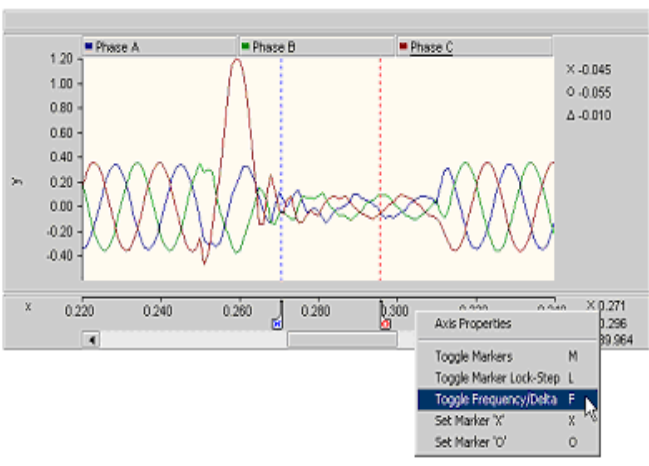 Phase A Phase B Phase C
1.20
1.00
0.80
0.60
0.40
0.20
0.00
-0.20
-0.40
y
× -0.045
O -0.055
Δ -0.010
x 0.220 0.240 0.260 0.280 0.300 × 0.271
0.296
39.964
Axis Properties
Toggle Markers M
Toggle Marker Lock-Step L
Toggle Frequency/Delta F
Set Marker 'X' X
Set Marker 'O' O